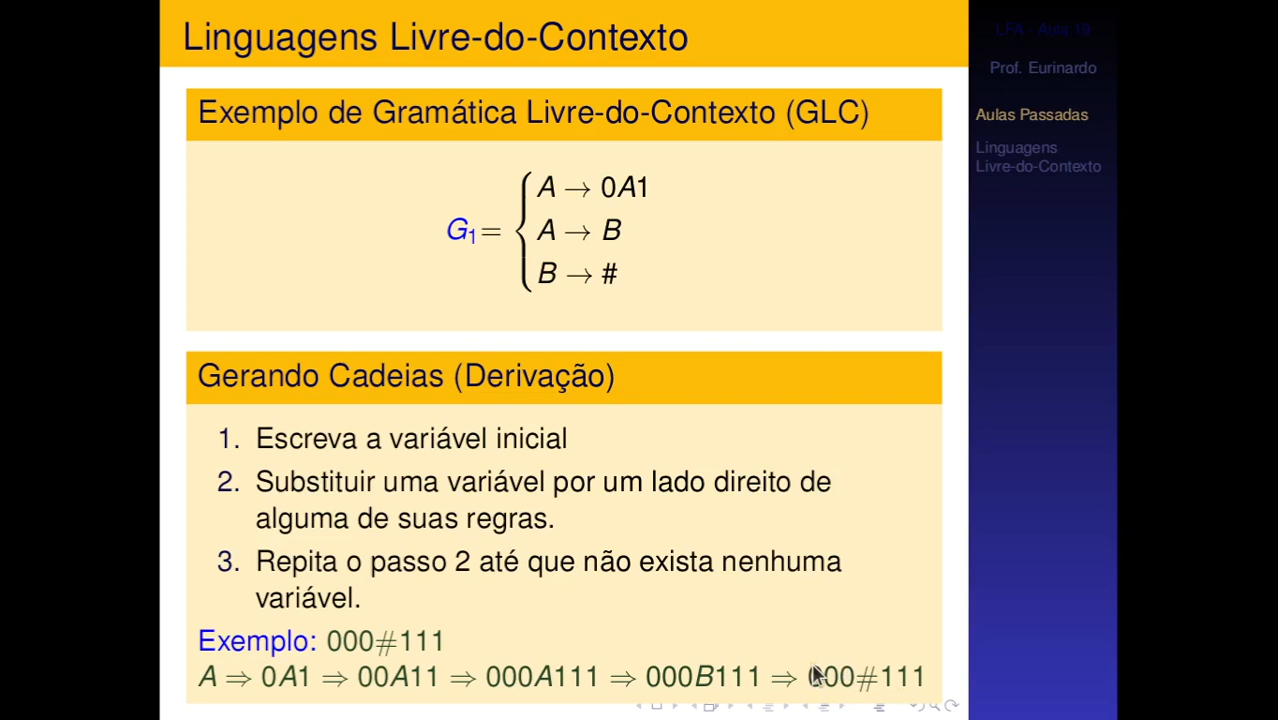 Linguagens Livre-do-Contexto
Exemplo de Gramática Livre-do-Contexto (GLC)
A → 0A1
G₁= A → B
B → #
Gerando Cadeias (Derivação)
1. Escreva a variável inicial
2. Substituir uma variável por um lado direito de
alguma de suas regras.
3. Repita o passo 2 até que não exista nenhuma
variável.
Exemplo: 000#111
A ⇒ 0A1 ⇒ 00A11 ⇒ 000A111 ⇒ 000B111 ⇒ 000#111
LFA - Aula 19
Prof. Eurinardo
Aulas Passadas
Linguagens
Livre-do-Contexto